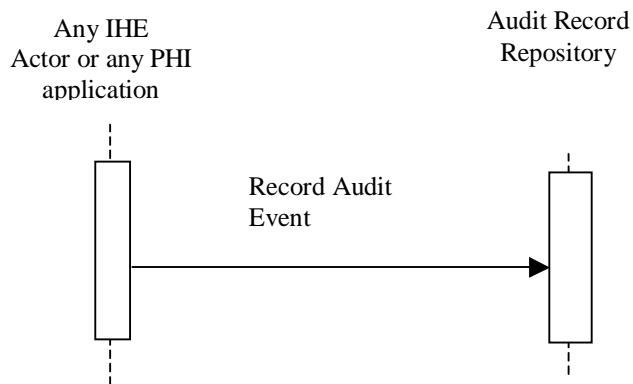 Any IHE
Actor or any PHI
application
Audit Record
Repository
Record Audit
Event